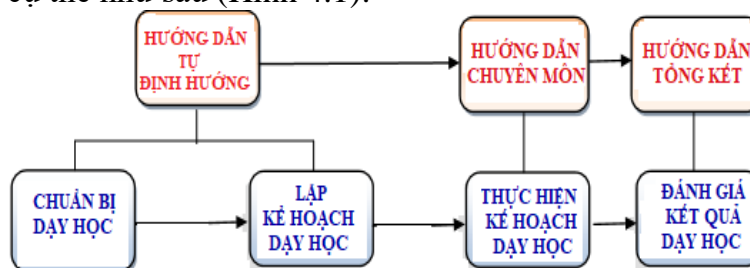 cụ thể như sau (Hình 4.1):
HƯỚNG DẪN
TỰ
ĐỊNH HƯỚNG
HƯỚNG DẪN
CHUYÊN MÔN
HƯỚNG DẪN
TỔNG KẾT
CHUẨN BỊ
DẠY HỌC
LẬP
KẾ HOẠCH
DẠY HỌC
THỰC HIỆN
KẾ HOẠCH
DẠY HỌC
ĐÁNH GIÁ
KẾT QUẢ
DẠY HỌC